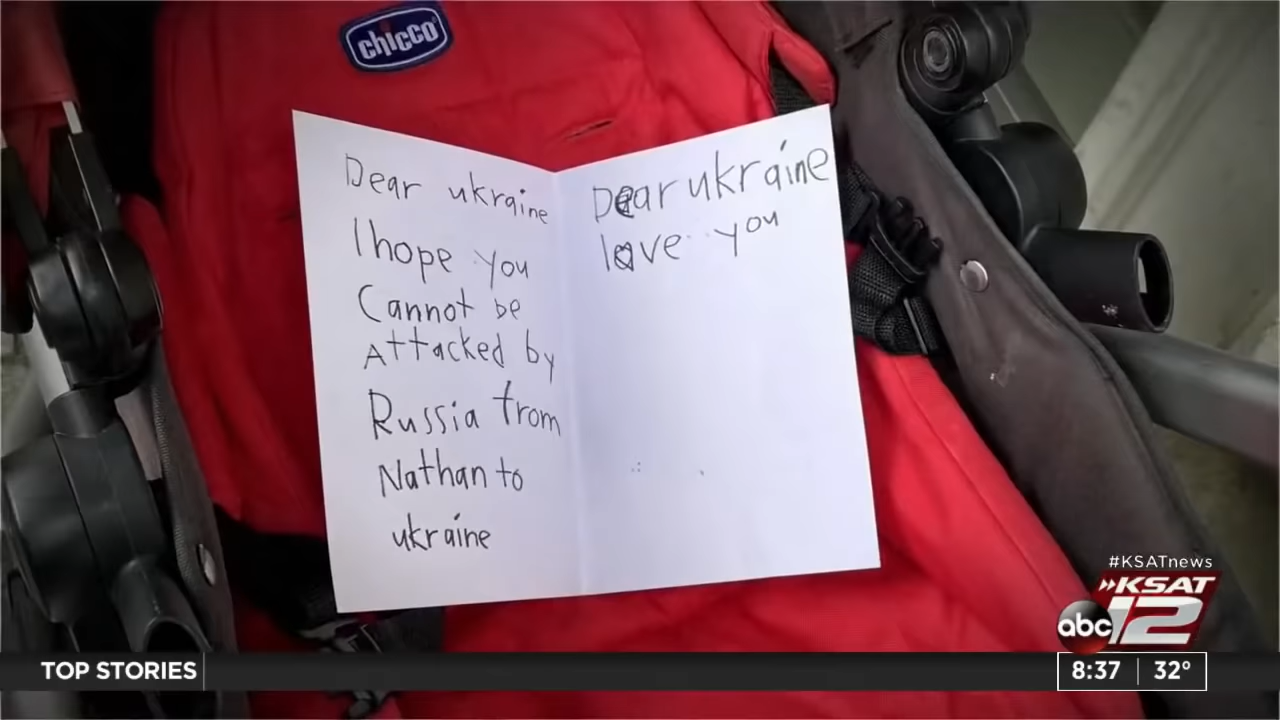 chicco
Dear ukraine
I hope you
Cannot be
Attacked by
Russia from
Nathan to
ukraine
Dear ukraine
love you
#KSATnews
KSAT
abc 12
TOP STORIES
8:37 32°